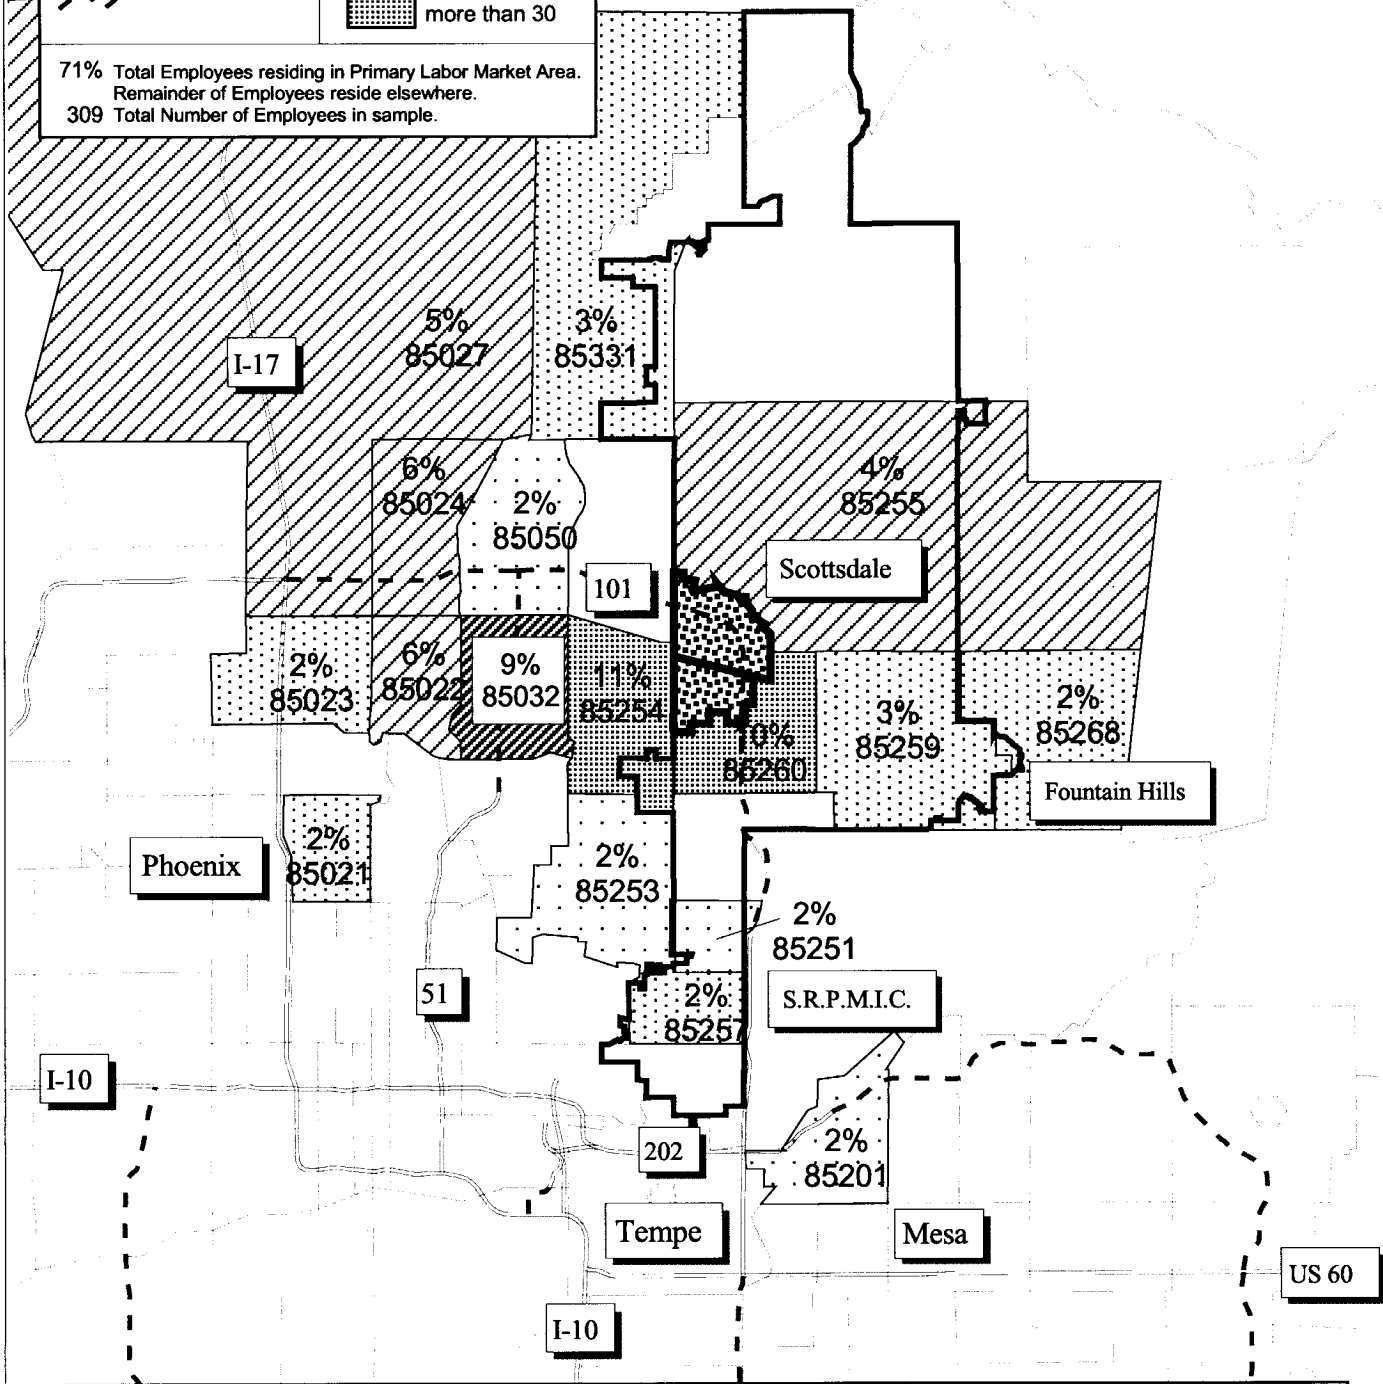 more than 30
71% Total Employees residing in Primary Labor Market Area.
Remainder of Employees reside elsewhere.
309 Total Number of Employees in sample.
5%
85027
3%
85331
I-17
6%
85024
2%
85050
4%
85255
Scottsdale
101
2%
85023
6%
85022
9%
85032
11%
85254
10%
85260
3%
85259
2%
85268
Fountain Hills
2%
85021
Phoenix
2%
85253
2%
85251
51
2%
85257
S.R.P.M.I.C.
I-10
202
2%
85201
Tempe
Mesa
US 60
I-10